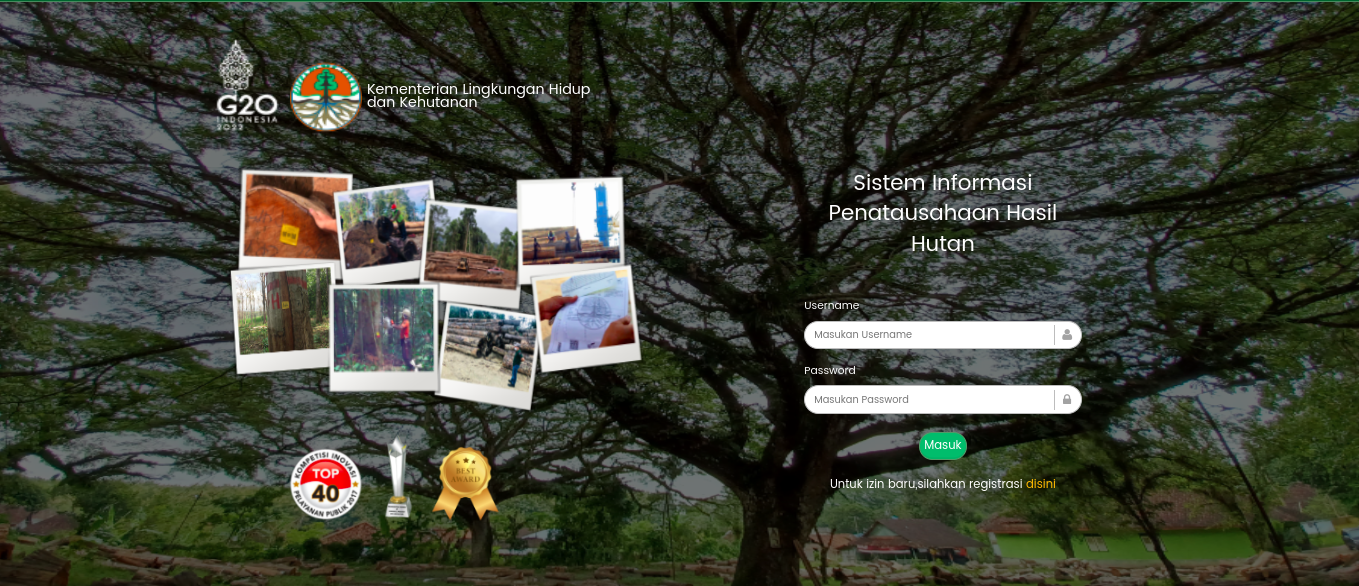 G20
INDONESIA
2022
Kementerian Lingkungan Hidup
dan Kehutanan
Sistem Informasi
Penatausahaan Hasil
Hutan
Username
Masukan Username
Password
Masukan Password
Masuk
Untuk izin baru,silahkan registrasi disini
KOMPETISI INOVASI
TOP
40
PELAYANAN PUBLIK 2017
BEST
AWARD